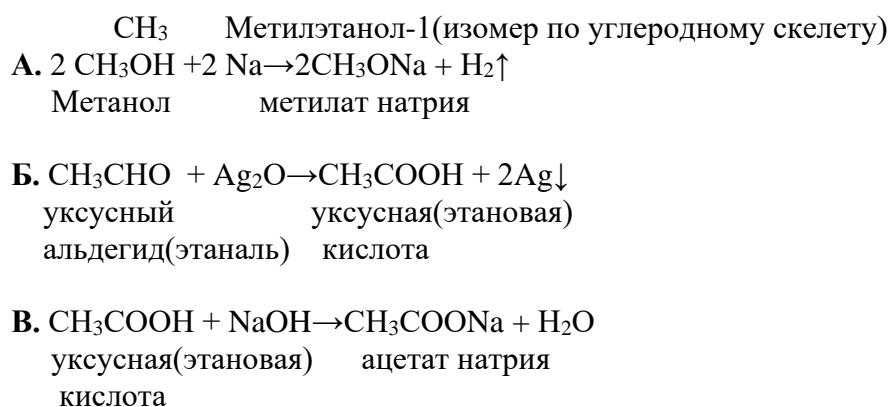 CH₃ Метилэтанол-1(изомер по углеродному скелету)
А. 2 CH₃OH +2 Na→2CH₃ONa + H₂↑
Метанол метилат натрия
Б. CH₃CHO + Ag₂O→CH₃COOH + 2Ag↓
уксусный уксусная(этановая)
альдегид(этаналь) кислота
В. CH₃COOH + NaOH→CH₃COONa + H₂O
уксусная(этановая) ацетат натрия
кислота